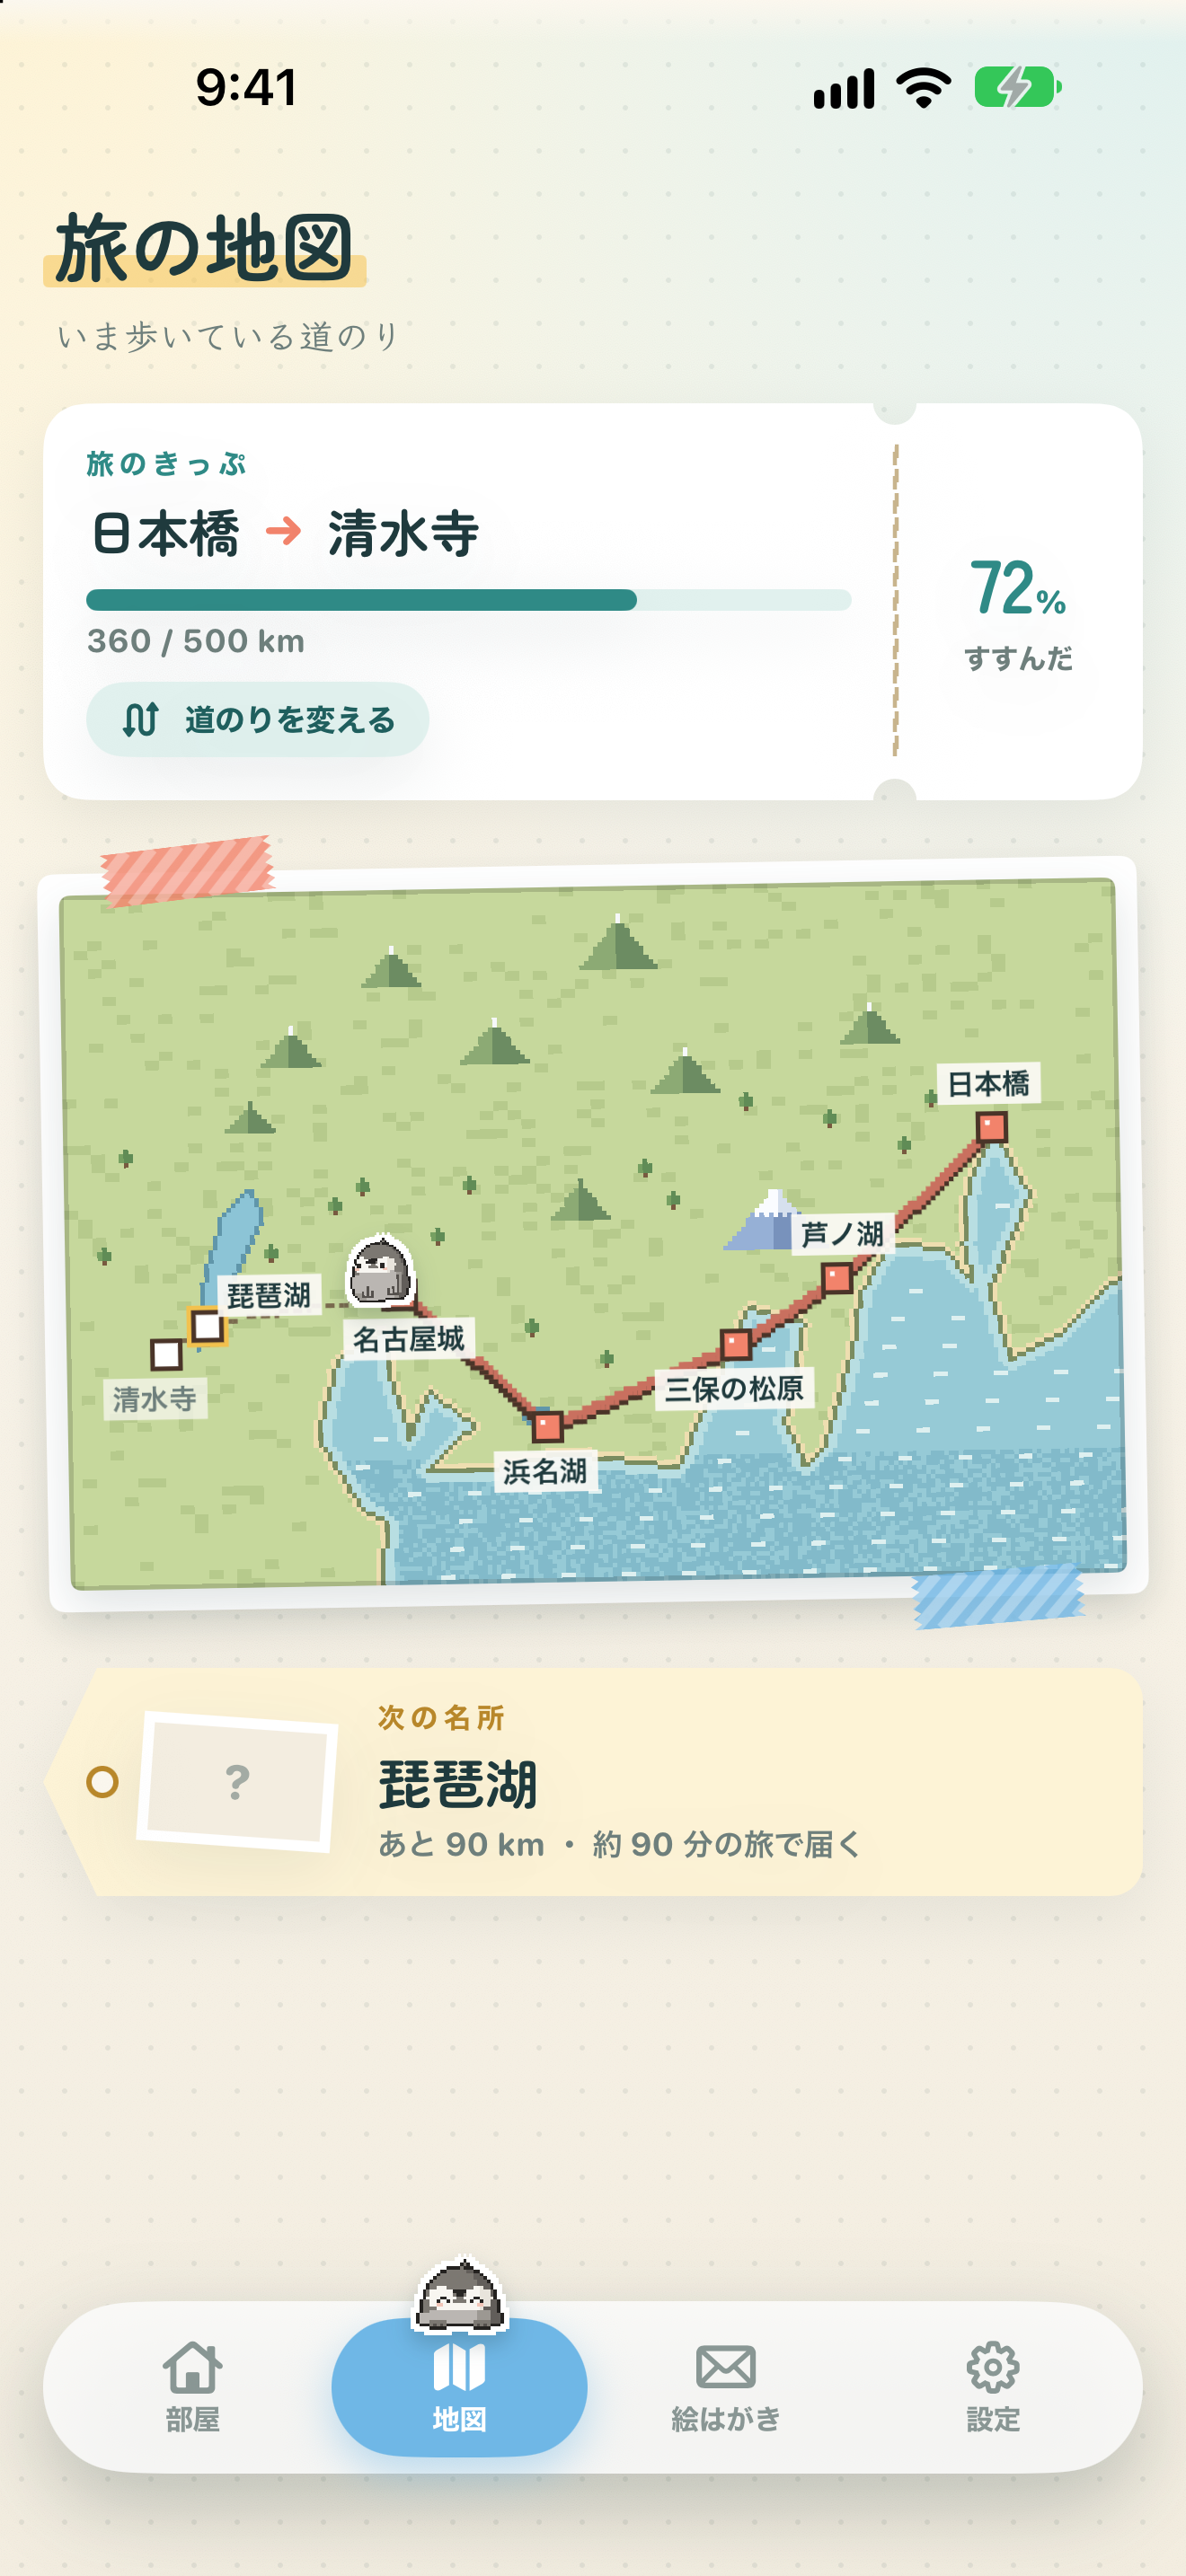 9:41
旅の地図
いま歩いている道のり
旅のきっぷ
日本橋 → 清水寺
72%
すすんだ
360 / 500 km
道のりを変える
日本橋
芦ノ湖
琵琶湖
名古屋城
三保の松原
清水寺
浜名湖
次の名所
?
琵琶湖
あと 90 km ・ 約 90 分の旅で届く
部屋
地図
絵はがき
設定